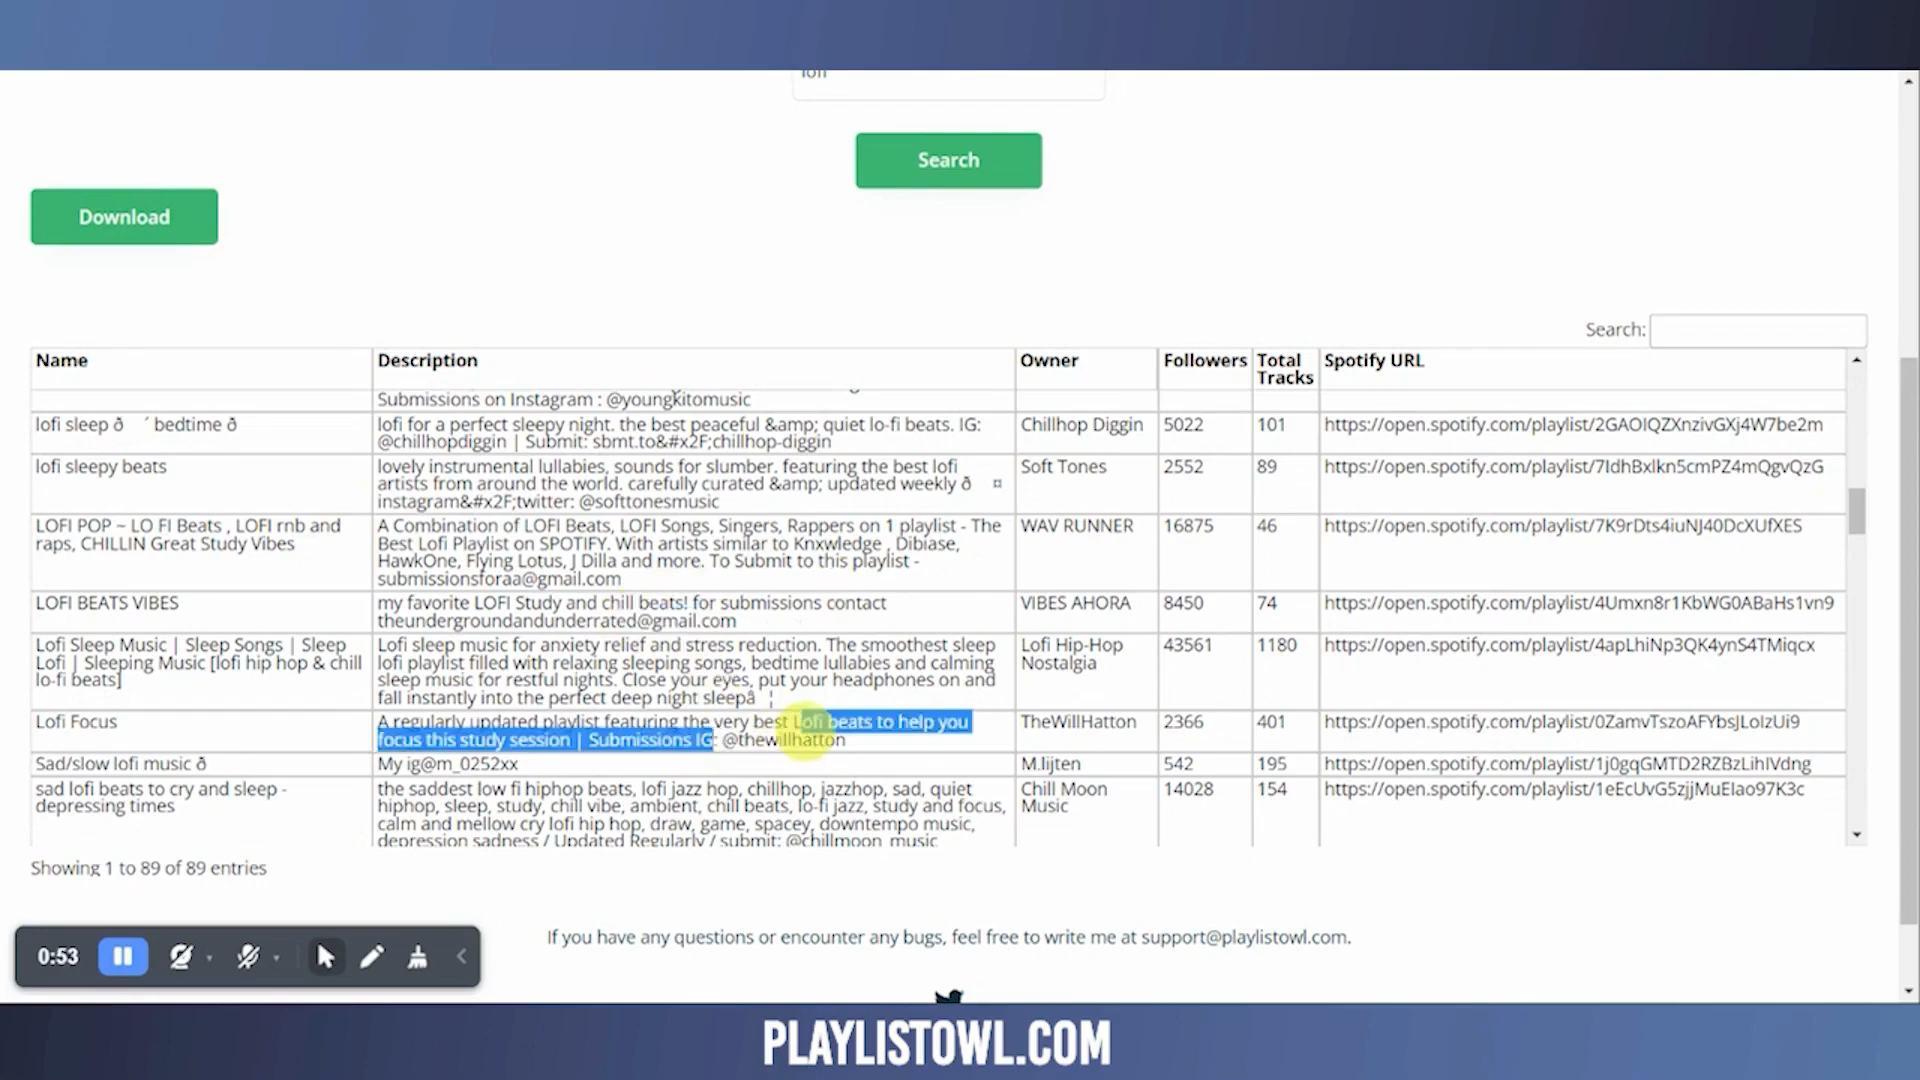 lofi
Search
Download
Search:
Name Description Owner Followers Total Tracks Spotify URL
Submissions on Instagram : @youngkitomusic
lofi sleep ð ´ bedtime ð
lofi for a perfect sleepy night. the best peaceful &amp; quiet lo-fi beats. IG:
@chillhopdiggin | Submit: sbmt.to&#x2F;chillhop-diggin
Chillhop Diggin
5022
101
https://open.spotify.com/playlist/2GAOIQZXnzivGXj4W7be2m
lofi sleepy beats
lovely instrumental lullabies, sounds for slumber. featuring the best lofi
artists from around the world. carefully curated &amp; updated weekly ð ¤
instagram&#x2F;twitter: @softtonesmusic
Soft Tones
2552
89
https://open.spotify.com/playlist/7IdhBxlkn5cmPZ4mQgvQzG
LOFI POP ~ LO FI Beats , LOFI rnb and
raps, CHILLIN Great Study Vibes
A Combination of LOFI Beats, LOFI Songs, Singers, Rappers on 1 playlist - The
Best Lofi Playlist on SPOTIFY. With artists similar to Knxwledge , Dibiase,
HawkOne, Flying Lotus, J Dilla and more. To Submit to this playlist -
submissionsforaa@gmail.com
WAV RUNNER
16875
46
https://open.spotify.com/playlist/7K9rDts4iuNJ40DcXUfXES
LOFI BEATS VIBES
my favorite LOFI Study and chill beats! for submissions contact
theundergroundandunderrated@gmail.com
VIBES AHORA
8450
74
https://open.spotify.com/playlist/4Umxn8r1KbWG0ABaHs1vn9
Lofi Sleep Music | Sleep Songs | Sleep
Lofi | Sleeping Music [lofi hip hop & chill
lo-fi beats]
Lofi sleep music for anxiety relief and stress reduction. The smoothest sleep
lofi playlist filled with relaxing sleeping songs, bedtime lullabies and calming
sleep music for restful nights. Close your eyes, put your headphones on and
fall instantly into the perfect deep night sleepâ ¦
Lofi Hip-Hop
Nostalgia
43561
1180
https://open.spotify.com/playlist/4apLhiNp3QK4ynS4TMiqcx
Lofi Focus
A regularly updated playlist featuring the very best Lofi beats to help you
focus this study session | Submissions IG: @thewillhatton
TheWillHatton
2366
401
https://open.spotify.com/playlist/0ZamvTszoAFYbsJLoIzUi9
Sad/slow lofi music ð
My ig@m_0252xx
M.lijten
542
195
https://open.spotify.com/playlist/1j0gqGMTD2RZBzLihIVdng
sad lofi beats to cry and sleep -
depressing times
the saddest low fi hiphop beats, lofi jazz hop, chillhop, jazzhop, sad, quiet
hiphop, sleep, study, chill vibe, ambient, chill beats, lo-fi jazz, study and focus,
calm and mellow cry lofi hip hop, draw, game, spacey, downtempo music,
depression sadness / Updated Regularly / submit: @chillmoon_music
Chill Moon
Music
14028
154
https://open.spotify.com/playlist/1eEcUvG5zjjMuEIao97K3c
Showing 1 to 89 of 89 entries
If you have any questions or encounter any bugs, feel free to write me at support@playlistowl.com.
0:53
PLAYLISTOWL.COM